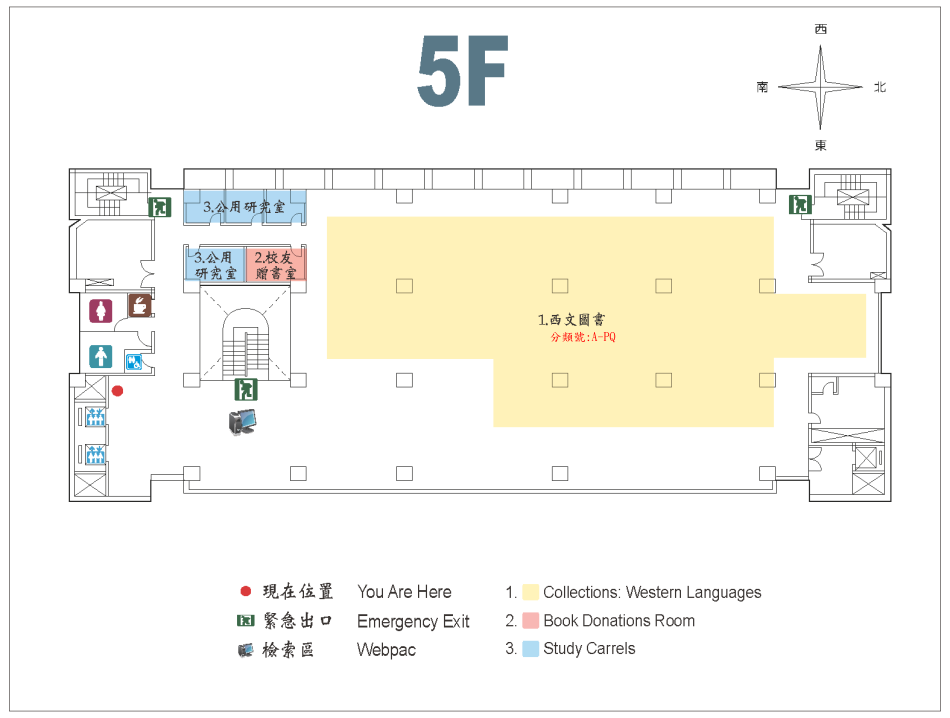 5F
西
南
北
東
3.公用研究室
3.公用
研究室
2.校友
贈書室
1.西文圖書
分類號:A-PQ
現在位置 You Are Here
緊急出口 Emergency Exit
檢索區 Webpac
1. Collections: Western Languages
2. Book Donations Room
3. Study Carrels